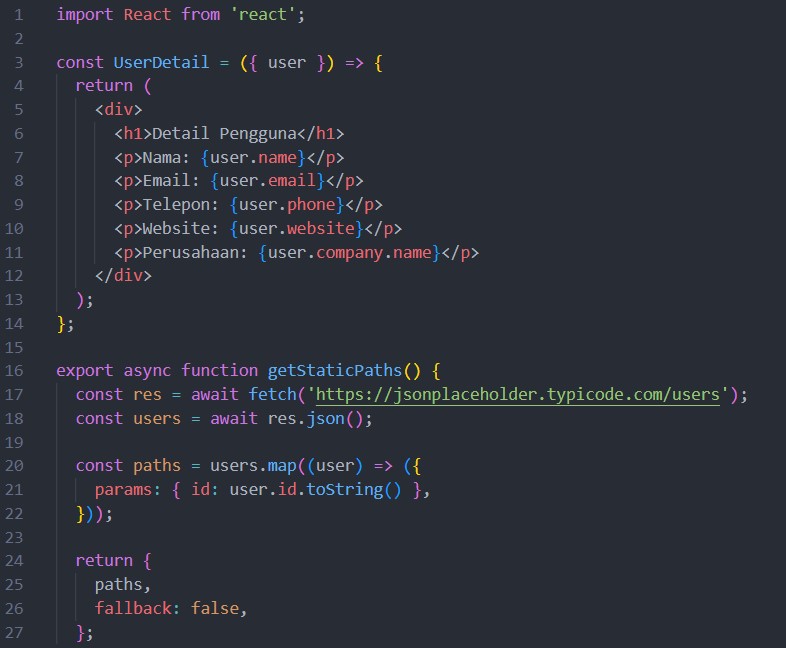 1 import React from 'react';
2
3 const UserDetail = ({ user }) => {
4   return (
5     <div>
6       <h1>Detail Pengguna</h1>
7       <p>Nama: {user.name}</p>
8       <p>Email: {user.email}</p>
9       <p>Telepon: {user.phone}</p>
10       <p>Website: {user.website}</p>
11       <p>Perusahaan: {user.company.name}</p>
12     </div>
13   );
14 };
15
16 export async function getStaticPaths() {
17   const res = await fetch('https://jsonplaceholder.typicode.com/users');
18   const users = await res.json();
19
20   const paths = users.map((user) => ({
21     params: { id: user.id.toString() },
22   }));
23
24   return {
25     paths,
26     fallback: false,
27   };